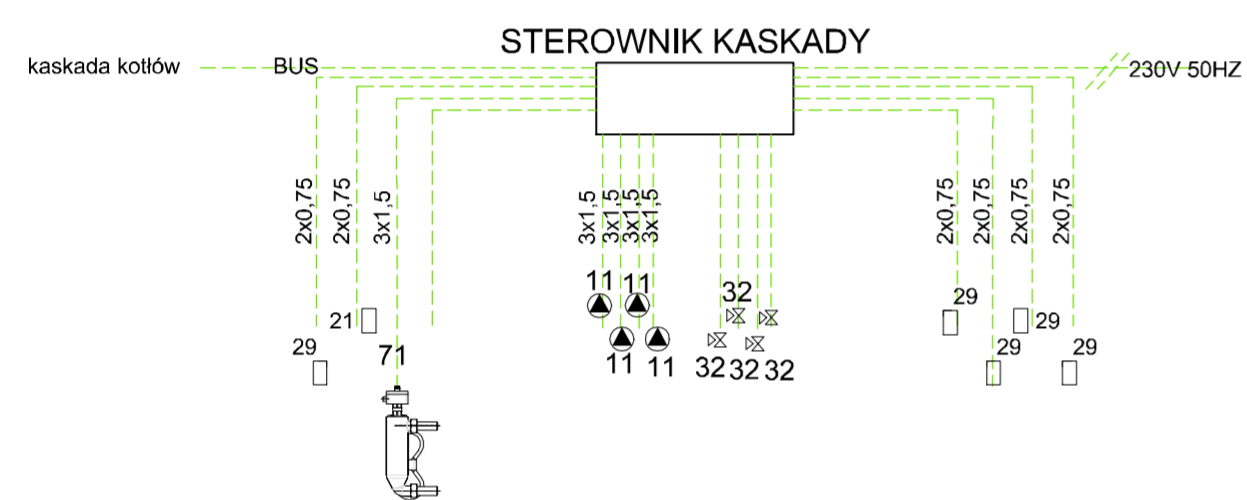 STEROWNIK KASKADY
kaskada kotłów
BUS
230V 50HZ
2x0,75
2x0,75
3x1,5
3x1,5
3x1,5
3x1,5
3x1,5
2x0,75
2x0,75
2x0,75
2x0,75
11
11
32
29
21
29
29
71
11
11
32
32
32
29
29